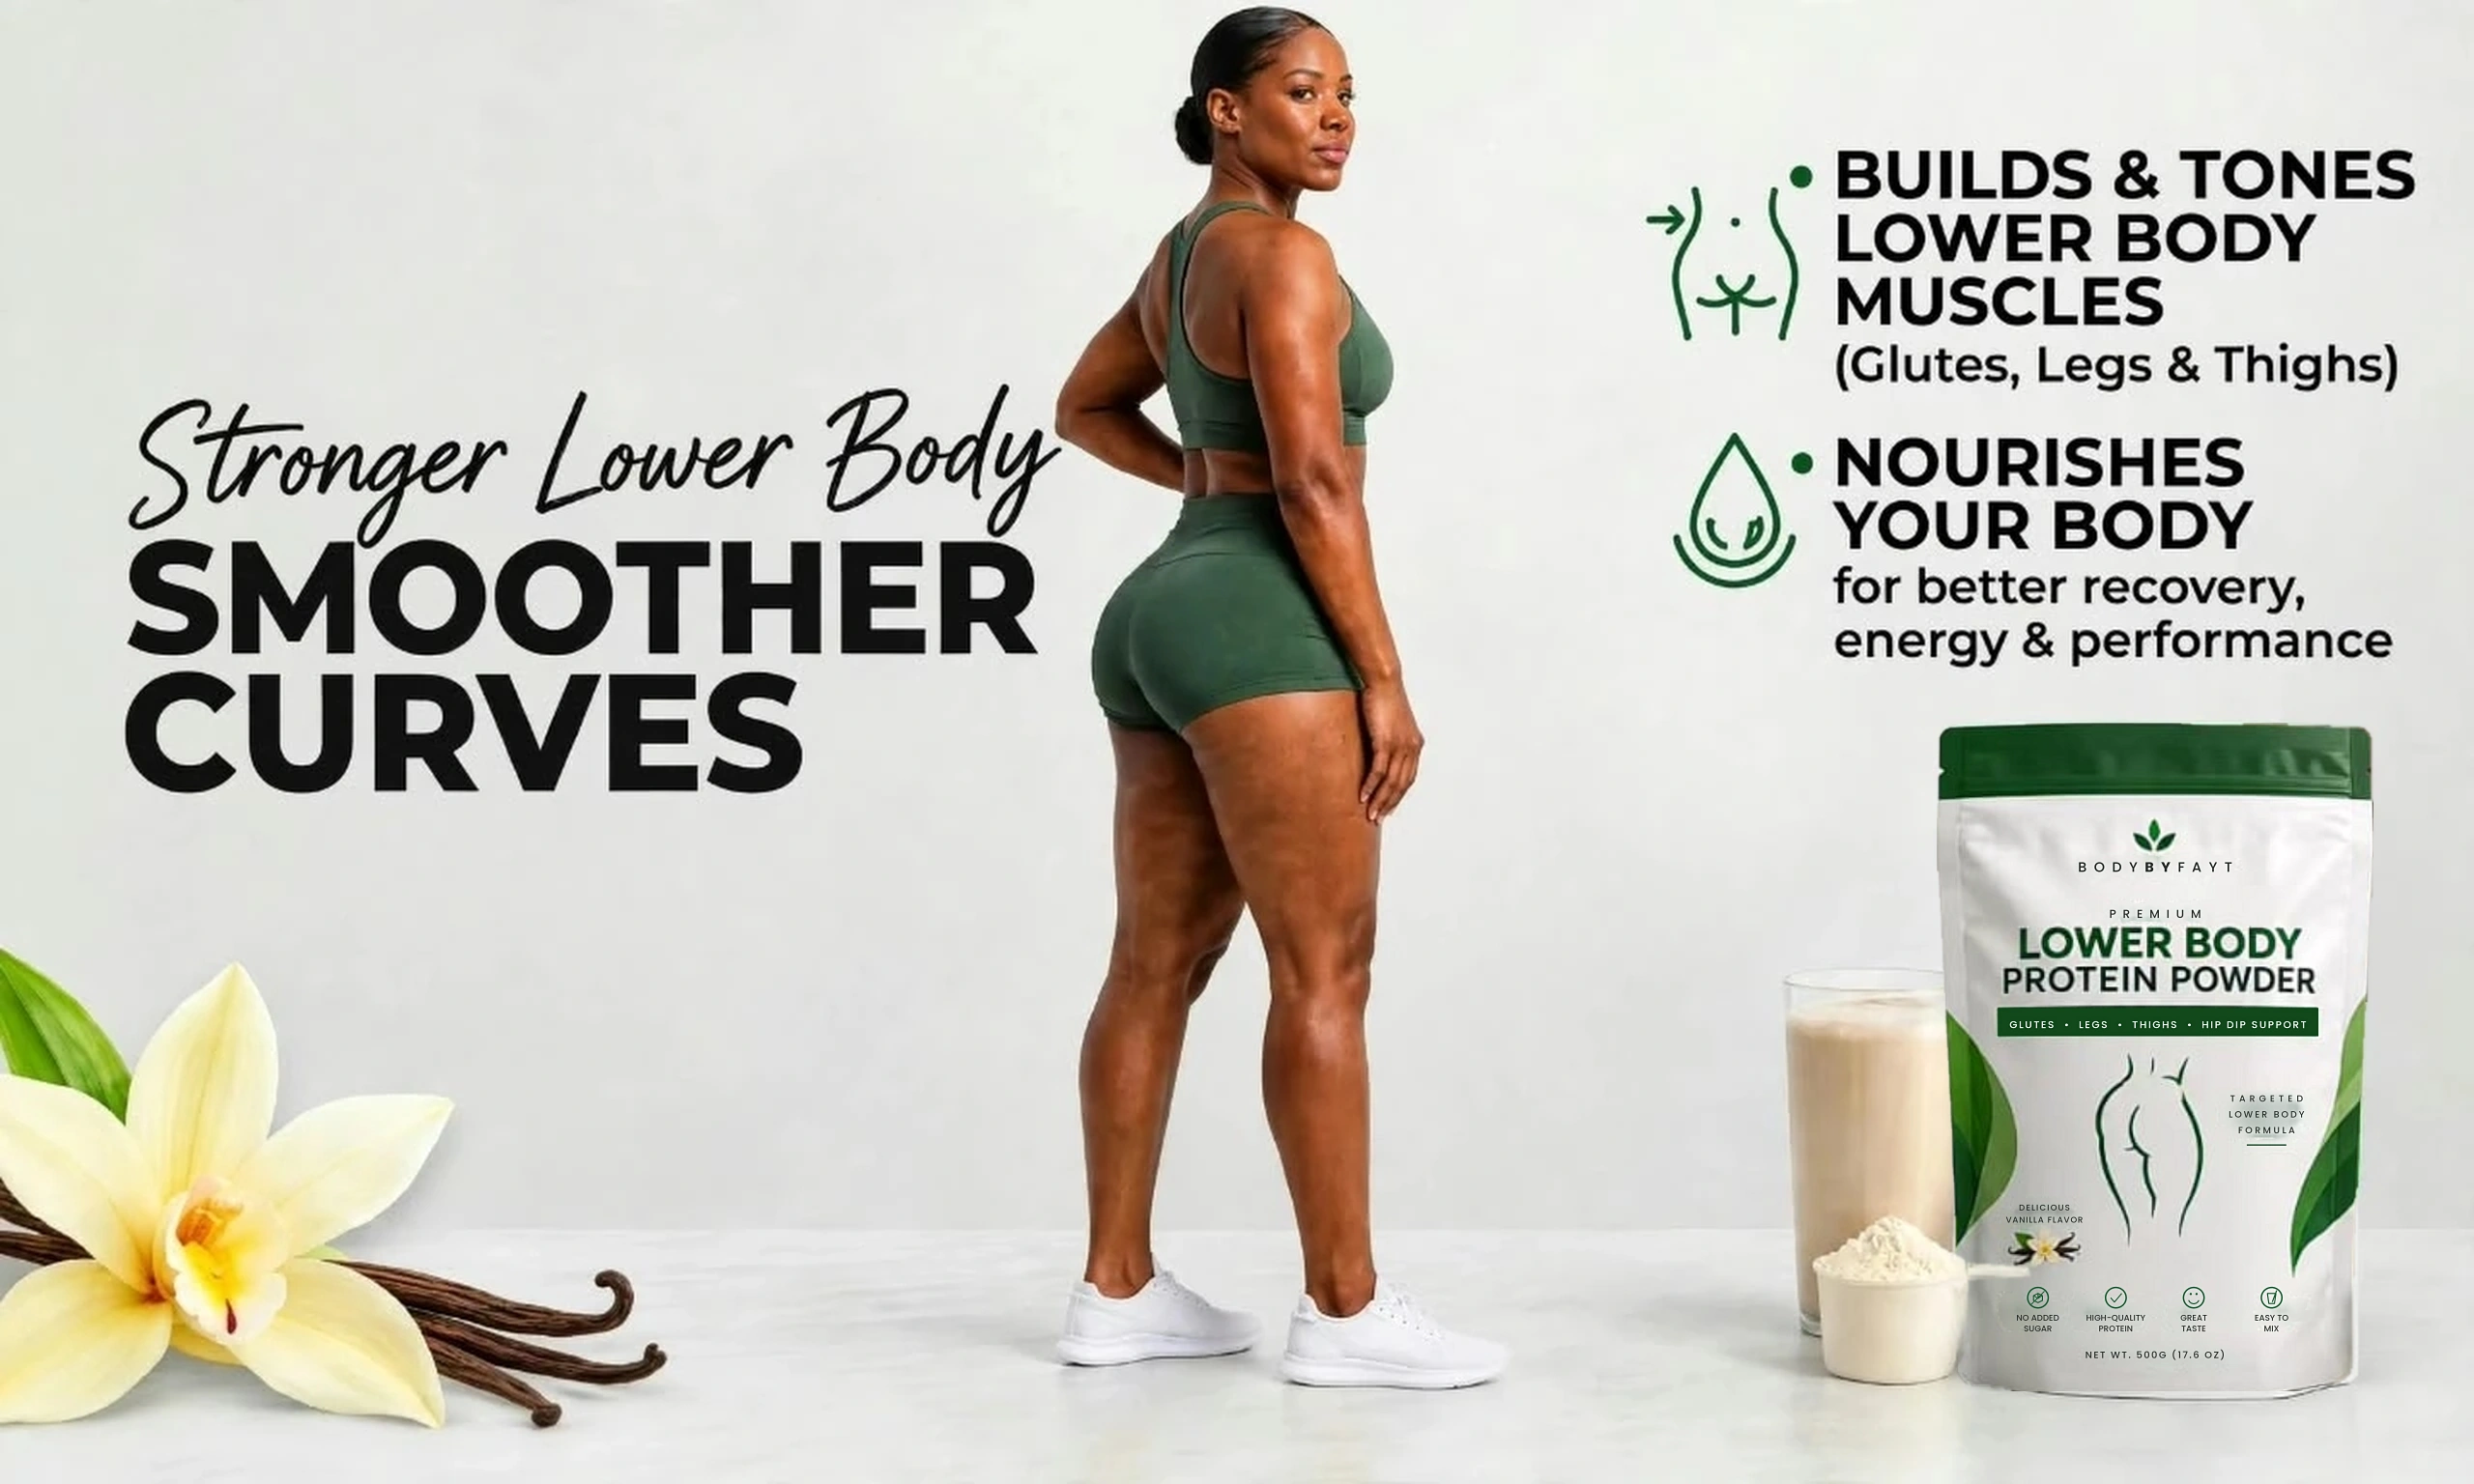 Stronger Lower Body
SMOOTHER
CURVES
• BUILDS & TONES
LOWER BODY
MUSCLES
(Glutes, Legs & Thighs)
• NOURISHES
YOUR BODY
for better recovery,
energy & performance
BODYBYFAYT
PREMIUM
LOWER BODY
PROTEIN POWDER
GLUTES • LEGS • THIGHS • HIP DIP SUPPORT
TARGETED
LOWER BODY
FORMULA
DELICIOUS
VANILLA FLAVOR
NO ADDED
SUGAR
HIGH-QUALITY
PROTEIN
GREAT
TASTE
EASY TO
MIX
NET WT. 500G (17.6 OZ)